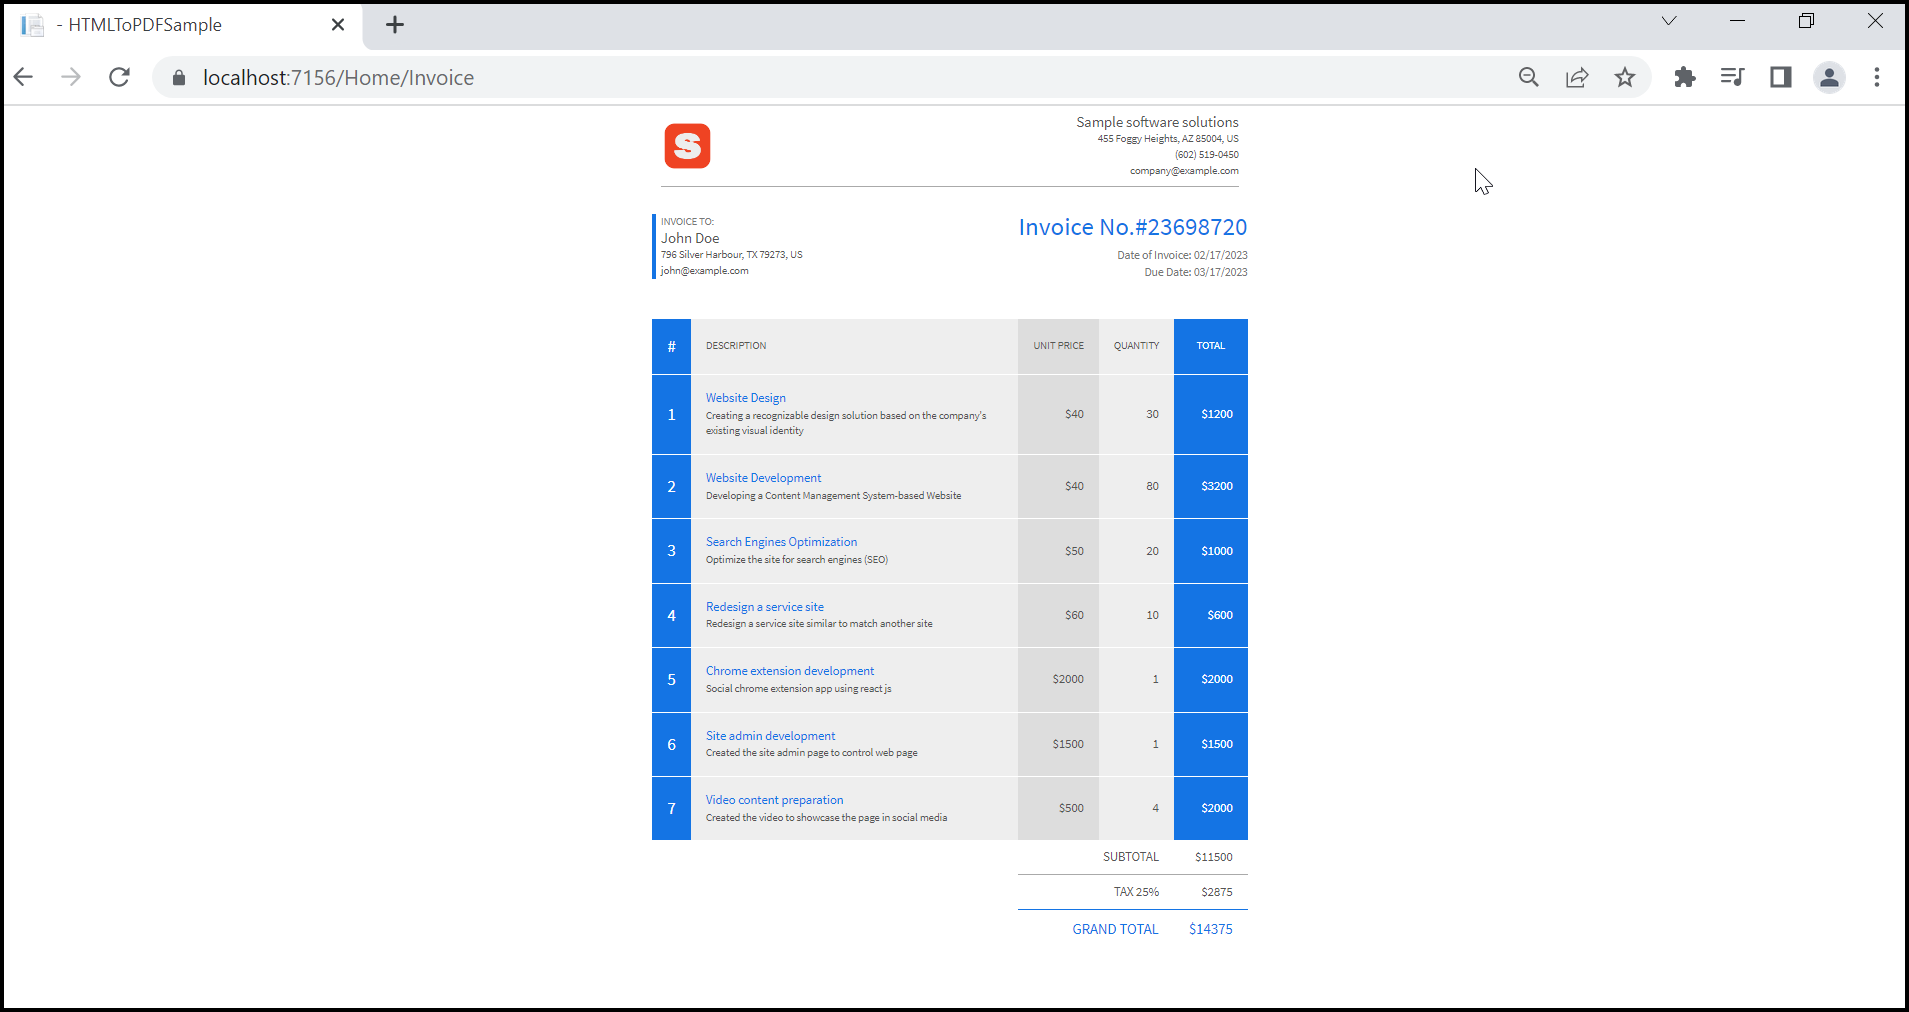 - HTMLToPDFSample
localhost:7156/Home/Invoice
S
Sample software solutions
455 Foggy Heights, AZ 85004, US
(602) 519-0450
company@example.com
INVOICE TO:
John Doe
796 Silver Harbour, TX 79273, US
john@example.com
Invoice No.#23698720
Date of Invoice: 02/17/2023
Due Date: 03/17/2023
# DESCRIPTION UNIT PRICE QUANTITY TOTAL
Website Design
1 Creating a recognizable design solution based on the company's $40 30 $1200
existing visual identity
Website Development
2 Developing a Content Management System-based Website $40 80 $3200
Search Engines Optimization
3 Optimize the site for search engines (SEO) $50 20 $1000
Redesign a service site
4 Redesign a service site similar to match another site $60 10 $600
Chrome extension development
5 Social chrome extension app using react js $2000 1 $2000
Site admin development
6 Created the site admin page to control web page $1500 1 $1500
Video content preparation
7 Created the video to showcase the page in social media $500 4 $2000
SUBTOTAL $11500
TAX 25% $2875
GRAND TOTAL $14375